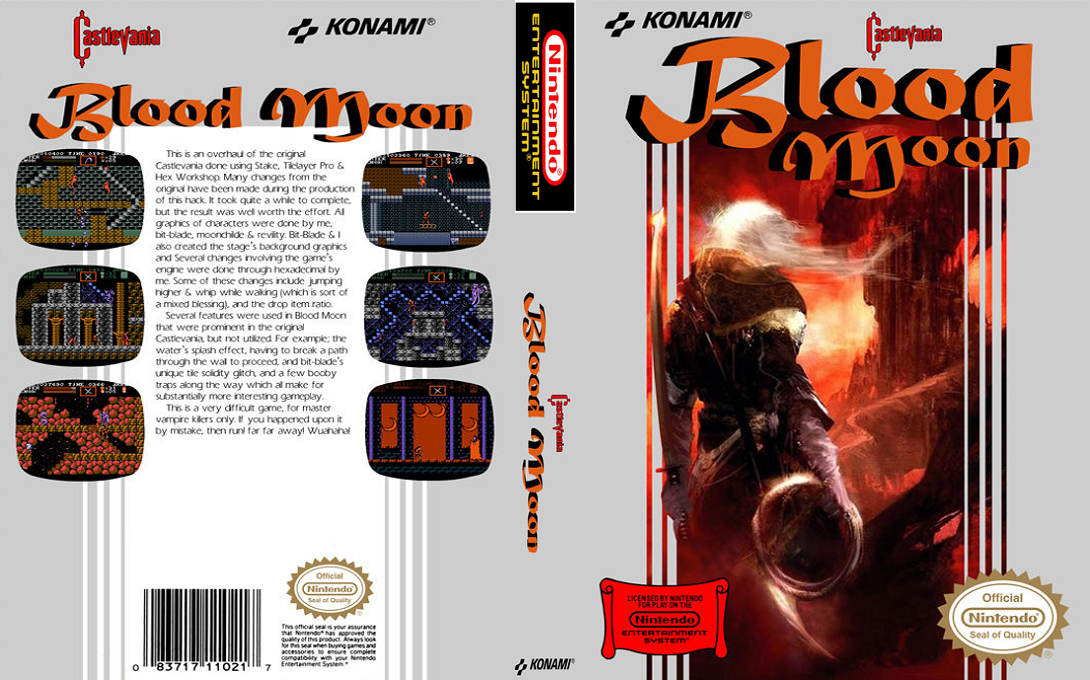 Castlevania
KONAMI®
Blood Moon
This is an overhaul of the original
Castlevania done using Stake, Tilelayer Pro &
Hex Workshop. Many changes from the
original have been made during the production
of this hack. It took quite a while to complete,
but the result was well worth the effort. All
graphics of characters were done by me,
bit-blade, moonchilde & revility. Bit-Blade & I
also created the stage's background graphics
and Several changes involving the game's
engine were done through hexadecimal by
me. Some of these changes include jumping
higher & whip while walking (which is sort of
a mixed blessing), and the drop item ratio.
Several features were used in Blood Moon
that were prominent in the original
Castlevania, but not utilized. For example; the
water's splash effect, having to break a path
through the wall to proceed, and bit-blade's
unique tile solidity glitch, and a few booby
traps along the way which all make for
substantially more interesting gameplay.
This is a very difficult game, for master
vampire killers only. If you happened upon it
by mistake, then run! far far away! Wuahaha!
0 83717 11021 7
Official
Nintendo®
Seal of Quality
This official seal is your assurance
that Nintendo® has approved the
quality of this product. Always look
for this seal when buying games and
accessories to ensure complete
compatibility with your Nintendo
Entertainment System.®
Nintendo®
ENTERTAINMENT
SYSTEM®
Blood Moon
Castlevania
KONAMI®
KONAMI®
Castlevania
Blood
Moon
LICENSED BY NINTENDO
FOR PLAY ON THE
Nintendo
ENTERTAINMENT
SYSTEM®
Official
Nintendo®
Seal of Quality